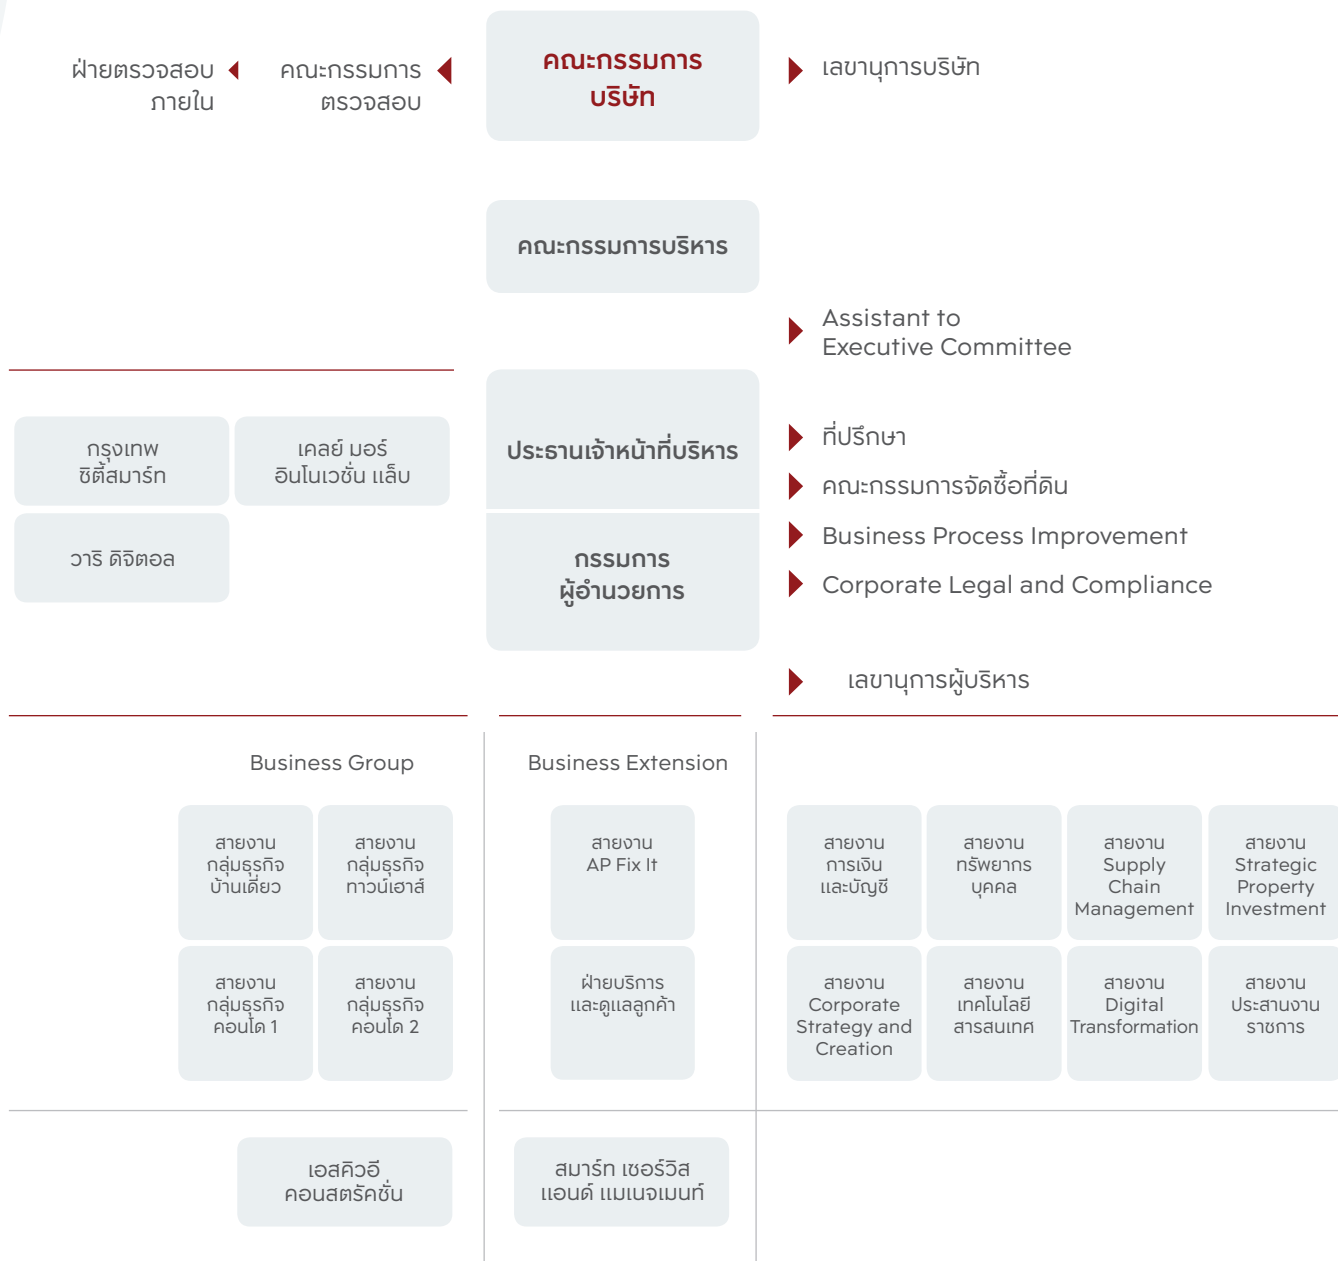 ฝ่ายตรวจสอบ
ภายใน
คณะกรรมการ
ตรวจสอบ
คณะกรรมการ
บริษัท
เลขานุการบริษัท
คณะกรรมการบริหาร
Assistant to
Executive Committee
กรุงเทพ
ซิตี้สมาร์ท
เคลย์ มอร์
อินโนเวชั่น แล็บ
วาริ ดิจิตอล
ประธานเจ้าหน้าที่บริหาร
กรรมการ
ผู้อำนวยการ
ที่ปรึกษา
คณะกรรมการจัดซื้อที่ดิน
Business Process Improvement
Corporate Legal and Compliance
เลขานุการผู้บริหาร
Business Group
Business Extension
สายงาน
กลุ่มธุรกิจ
บ้านเดี่ยว
สายงาน
กลุ่มธุรกิจ
ทาวน์เฮาส์
สายงาน
AP Fix It
สายงาน
การเงิน
และบัญชี
สายงาน
ทรัพยากร
บุคคล
สายงาน
Supply
Chain
Management
สายงาน
Strategic
Property
Investment
สายงาน
กลุ่มธุรกิจ
คอนโด 1
สายงาน
กลุ่มธุรกิจ
คอนโด 2
ฝ่ายบริการ
และดูแลลูกค้า
สายงาน
Corporate
Strategy and
Creation
สายงาน
เทคโนโลยี
สารสนเทศ
สายงาน
Digital
Transformation
สายงาน
ประสานงาน
ราชการ
เอสคิวอี
คอนสตรัคชั่น
สมาร์ท เซอร์วิส
แอนด์ แมเนจเมนท์